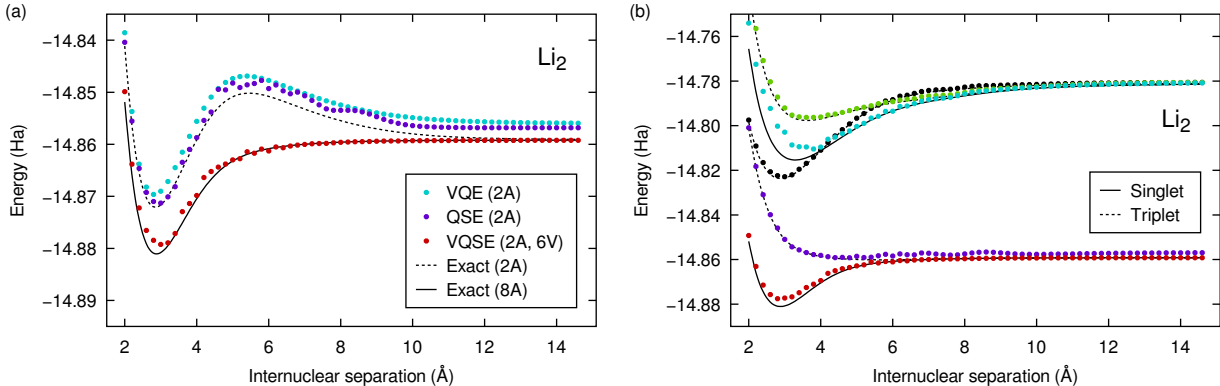 (a)
Energy (Ha)
−14.84
−14.85
−14.86
−14.87
−14.88
−14.89
Li2
VQE (2A)
QSE (2A)
VQSE (2A, 6V)
Exact (2A)
Exact (8A)
2 4 6 8 10 12 14
Internuclear separation (Å)
(b)
Energy (Ha)
−14.76
−14.78
−14.80
−14.82
−14.84
−14.86
−14.88
Li2
Singlet
Triplet
2 4 6 8 10 12 14
Internuclear separation (Å)